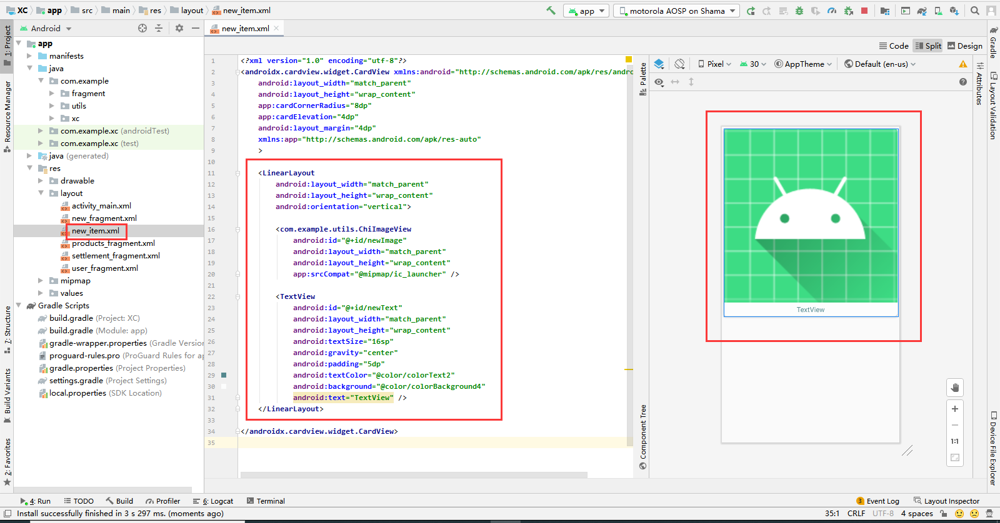 XC app src main res layout new_item.xml
app motorola AOSP on Shama
1: Project
Android
new_item.xml
Code Split Design
app
manifests
java
com.example
fragment
utils
xc
com.example.xc (androidTest)
com.example.xc (test)
java (generated)
res
drawable
layout
activity_main.xml
new_fragment.xml
new_item.xml
products_fragment.xml
settlement_fragment.xml
user_fragment.xml
mipmap
values
Gradle Scripts
build.gradle (Project: XC)
build.gradle (Module: app)
gradle-wrapper.properties (Gradle Version
proguard-rules.pro (ProGuard Rules for ap
gradle.properties (Project Properties)
settings.gradle (Project Settings)
local.properties (SDK Location)
Resource Manager
7: Structure
Build Variants
2: Favorites
1 <?xml version="1.0" encoding="utf-8"?>
2 <androidx.cardview.widget.CardView xmlns:android="http://schemas.android.com/apk/res/andro
3 android:layout_width="match_parent"
4 android:layout_height="wrap_content"
5 app:cardCornerRadius="8dp"
6 app:cardElevation="4dp"
7 android:layout_margin="4dp"
8 xmlns:app="http://schemas.android.com/apk/res-auto"
9 >
10
11 <LinearLayout
12 android:layout_width="match_parent"
13 android:layout_height="wrap_content"
14 android:orientation="vertical">
15
16 <com.example.utils.ChiImageView
17 android:id="@+id/newImage"
18 android:layout_width="match_parent"
19 android:layout_height="wrap_content"
20 app:srcCompat="@mipmap/ic_launcher" />
21
22 <TextView
23 android:id="@+id/newText"
24 android:layout_width="match_parent"
25 android:layout_height="wrap_content"
26 android:textSize="16sp"
27 android:gravity="center"
28 android:padding="5dp"
29 android:textColor="@color/colorText2"
30 android:background="@color/colorBackground4"
31 android:text="TextView" />
32 </LinearLayout>
33
34 </androidx.cardview.widget.CardView>
35
Palette
Component Tree
Pixel 30 AppTheme Default (en-us)
TextView
1:1
Gradle
Attributes
Layout Validation
Device File Explorer
4: Run TODO Build Profiler 6: Logcat Terminal
3 Event Log Layout Inspector
Install successfully finished in 3 s 297 ms. (moments ago)
35:1 CRLF UTF-8 4 spaces